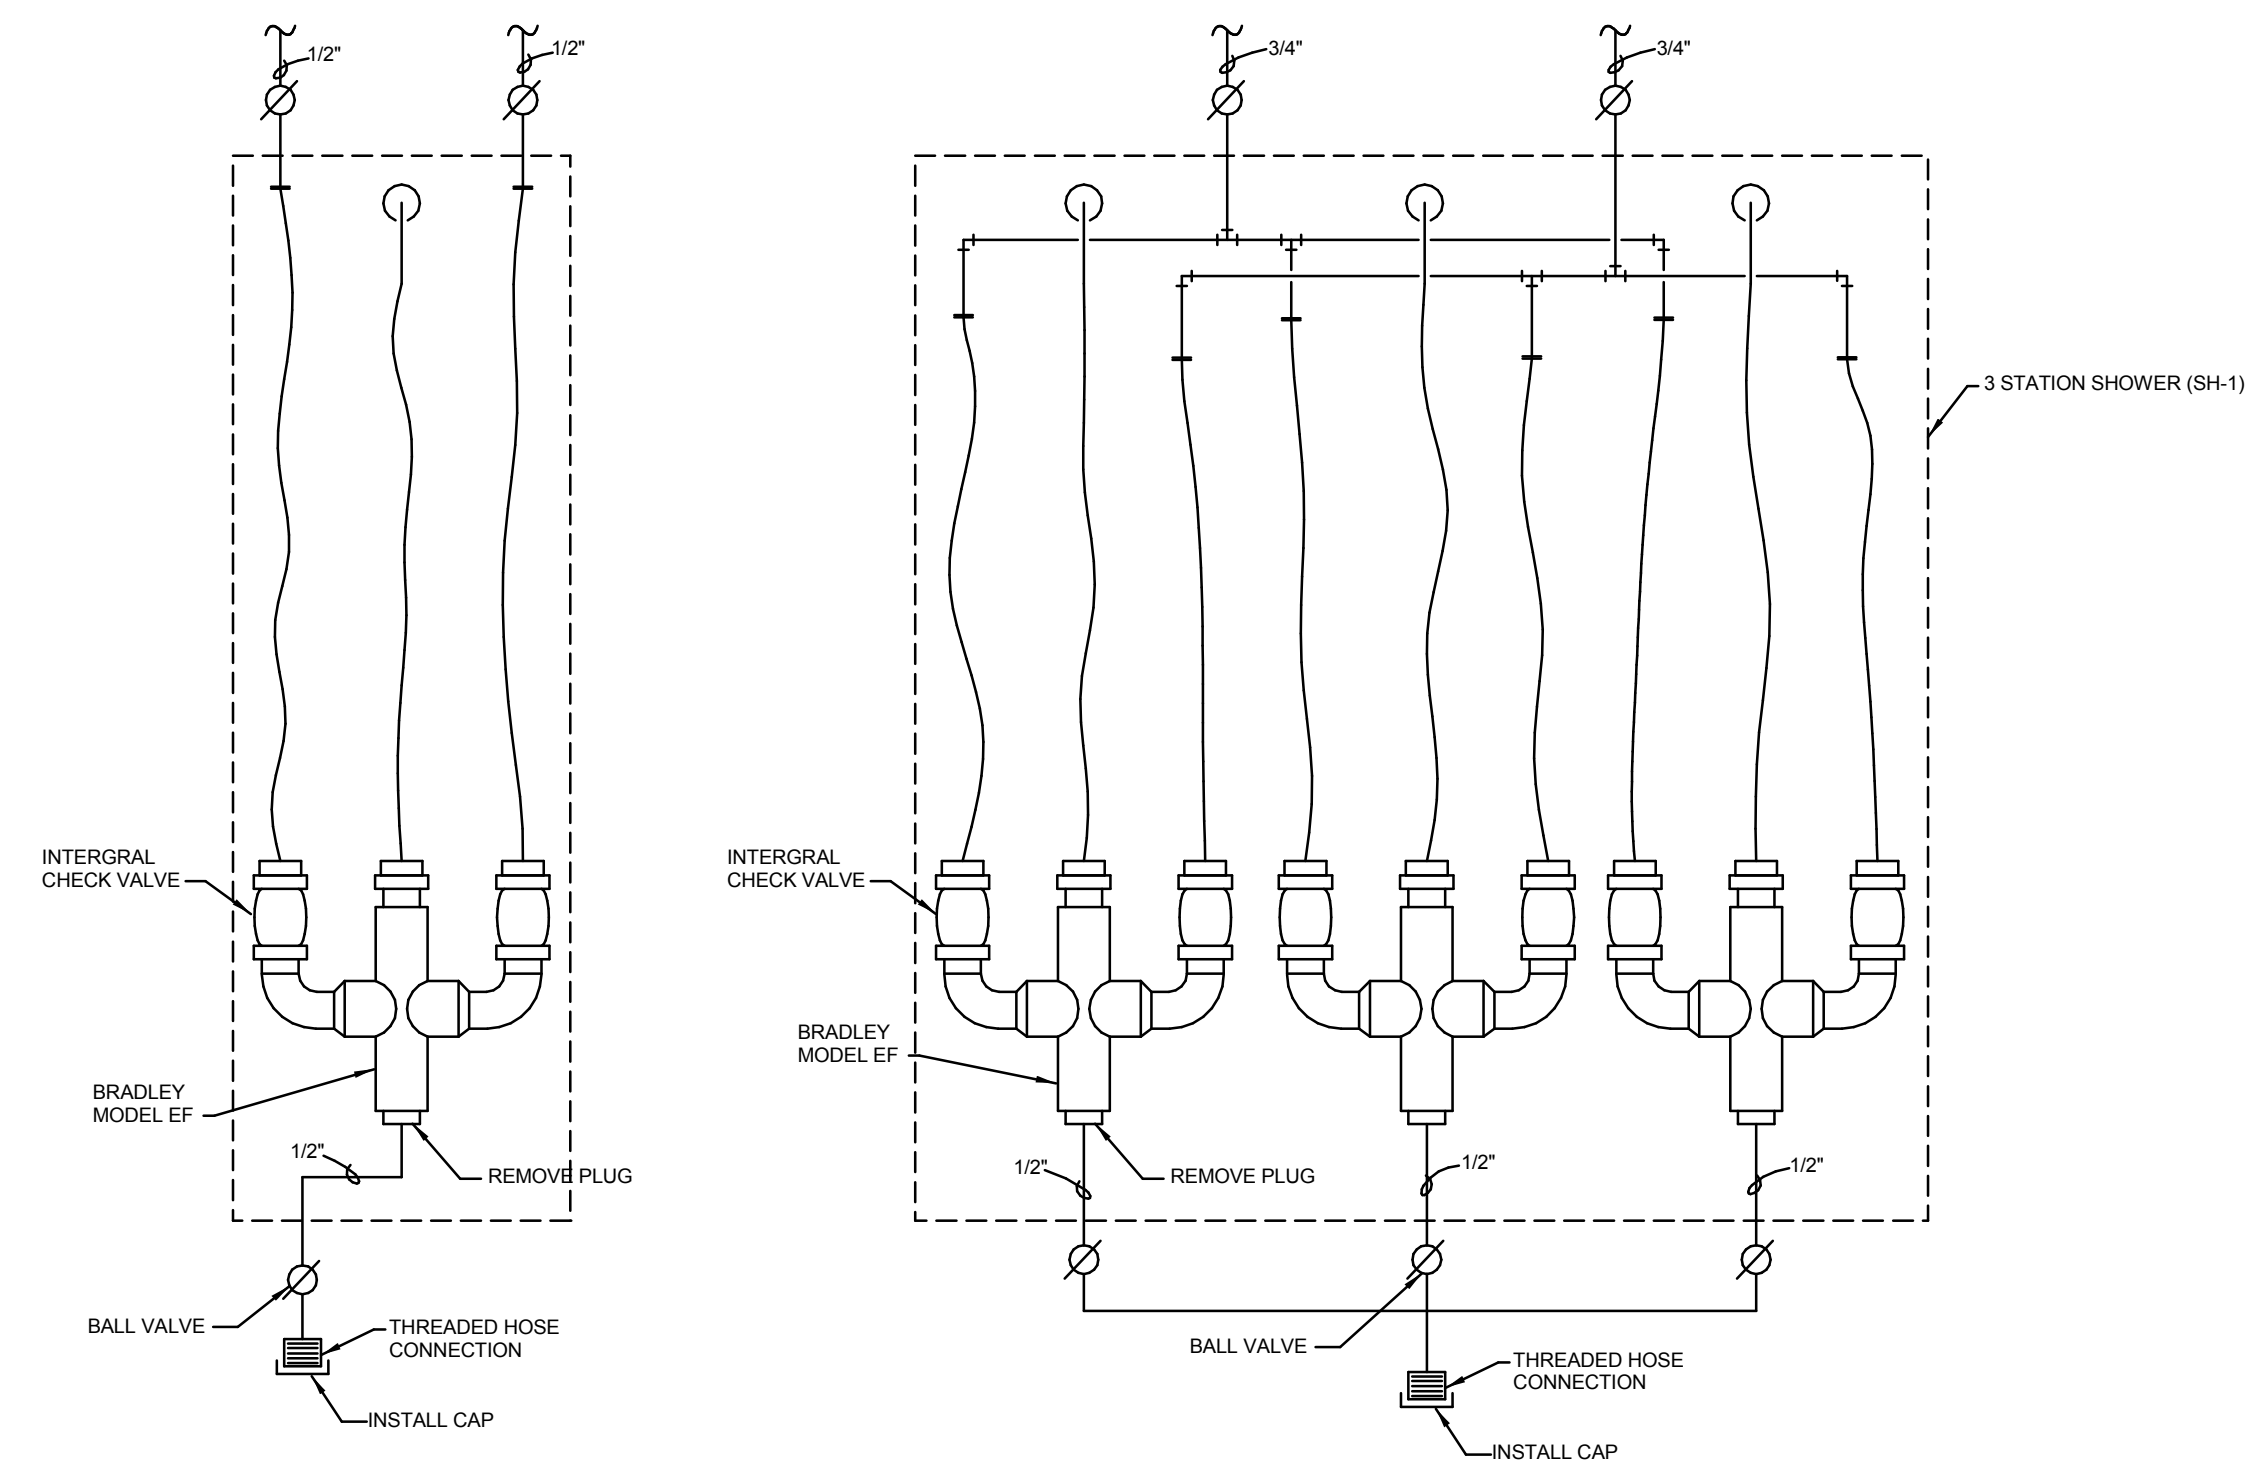 1/2"
1/2"
INTERGRAL
CHECK VALVE
BRADLEY
MODEL EF
1/2"
REMOVE PLUG
BALL VALVE
THREADED HOSE
CONNECTION
INSTALL CAP
3/4"
3/4"
3 STATION SHOWER (SH-1)
INTERGRAL
CHECK VALVE
BRADLEY
MODEL EF
1/2"
REMOVE PLUG
1/2"
1/2"
BALL VALVE
THREADED HOSE
CONNECTION
INSTALL CAP